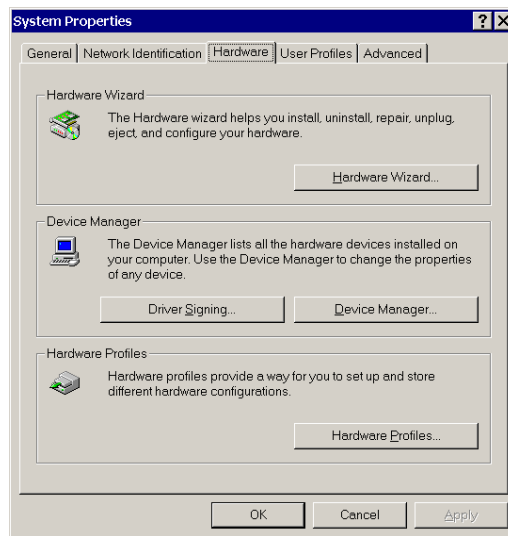 System Properties
General Network Identification Hardware User Profiles Advanced
Hardware Wizard
The Hardware wizard helps you install, uninstall, repair, unplug,
eject, and configure your hardware.
Hardware Wizard...
Device Manager
The Device Manager lists all the hardware devices installed on
your computer. Use the Device Manager to change the properties
of any device.
Driver Signing... Device Manager...
Hardware Profiles
Hardware profiles provide a way for you to set up and store
different hardware configurations.
Hardware Profiles...
OK Cancel Apply